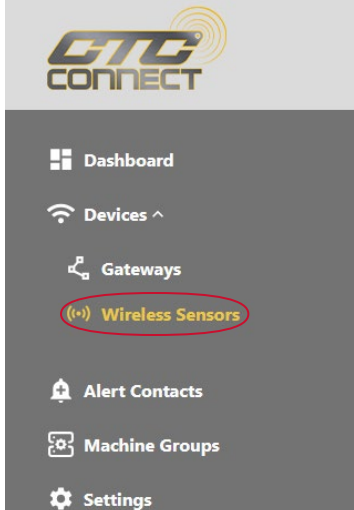 CTC
CONNECT
Dashboard
Devices
Gateways
Wireless Sensors
Alert Contacts
Machine Groups
Settings